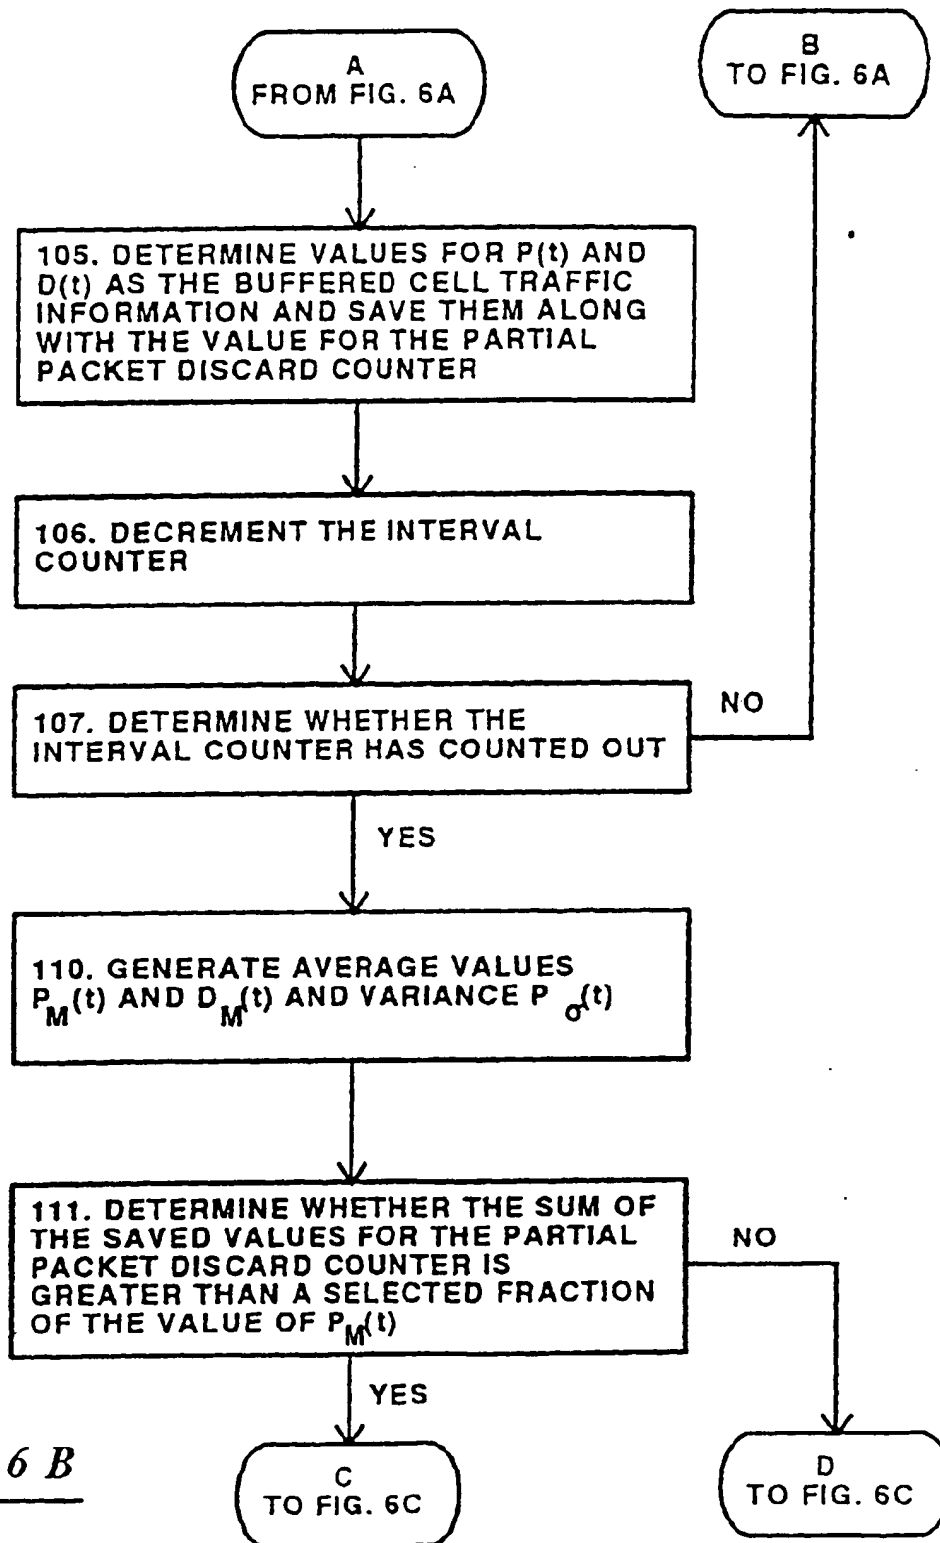 A
FROM FIG. 6A
B
TO FIG. 6A
105. DETERMINE VALUES FOR P(t) AND
D(t) AS THE BUFFERED CELL TRAFFIC
INFORMATION AND SAVE THEM ALONG
WITH THE VALUE FOR THE PARTIAL
PACKET DISCARD COUNTER
106. DECREMENT THE INTERVAL
COUNTER
107. DETERMINE WHETHER THE
INTERVAL COUNTER HAS COUNTED OUT
NO
YES
110. GENERATE AVERAGE VALUES
P_M(t) AND D_M(t) AND VARIANCE P_σ(t)
111. DETERMINE WHETHER THE SUM OF
THE SAVED VALUES FOR THE PARTIAL
PACKET DISCARD COUNTER IS
GREATER THAN A SELECTED FRACTION
OF THE VALUE OF P_M(t)
NO
YES
6 B
C
TO FIG. 6C
D
TO FIG. 6C